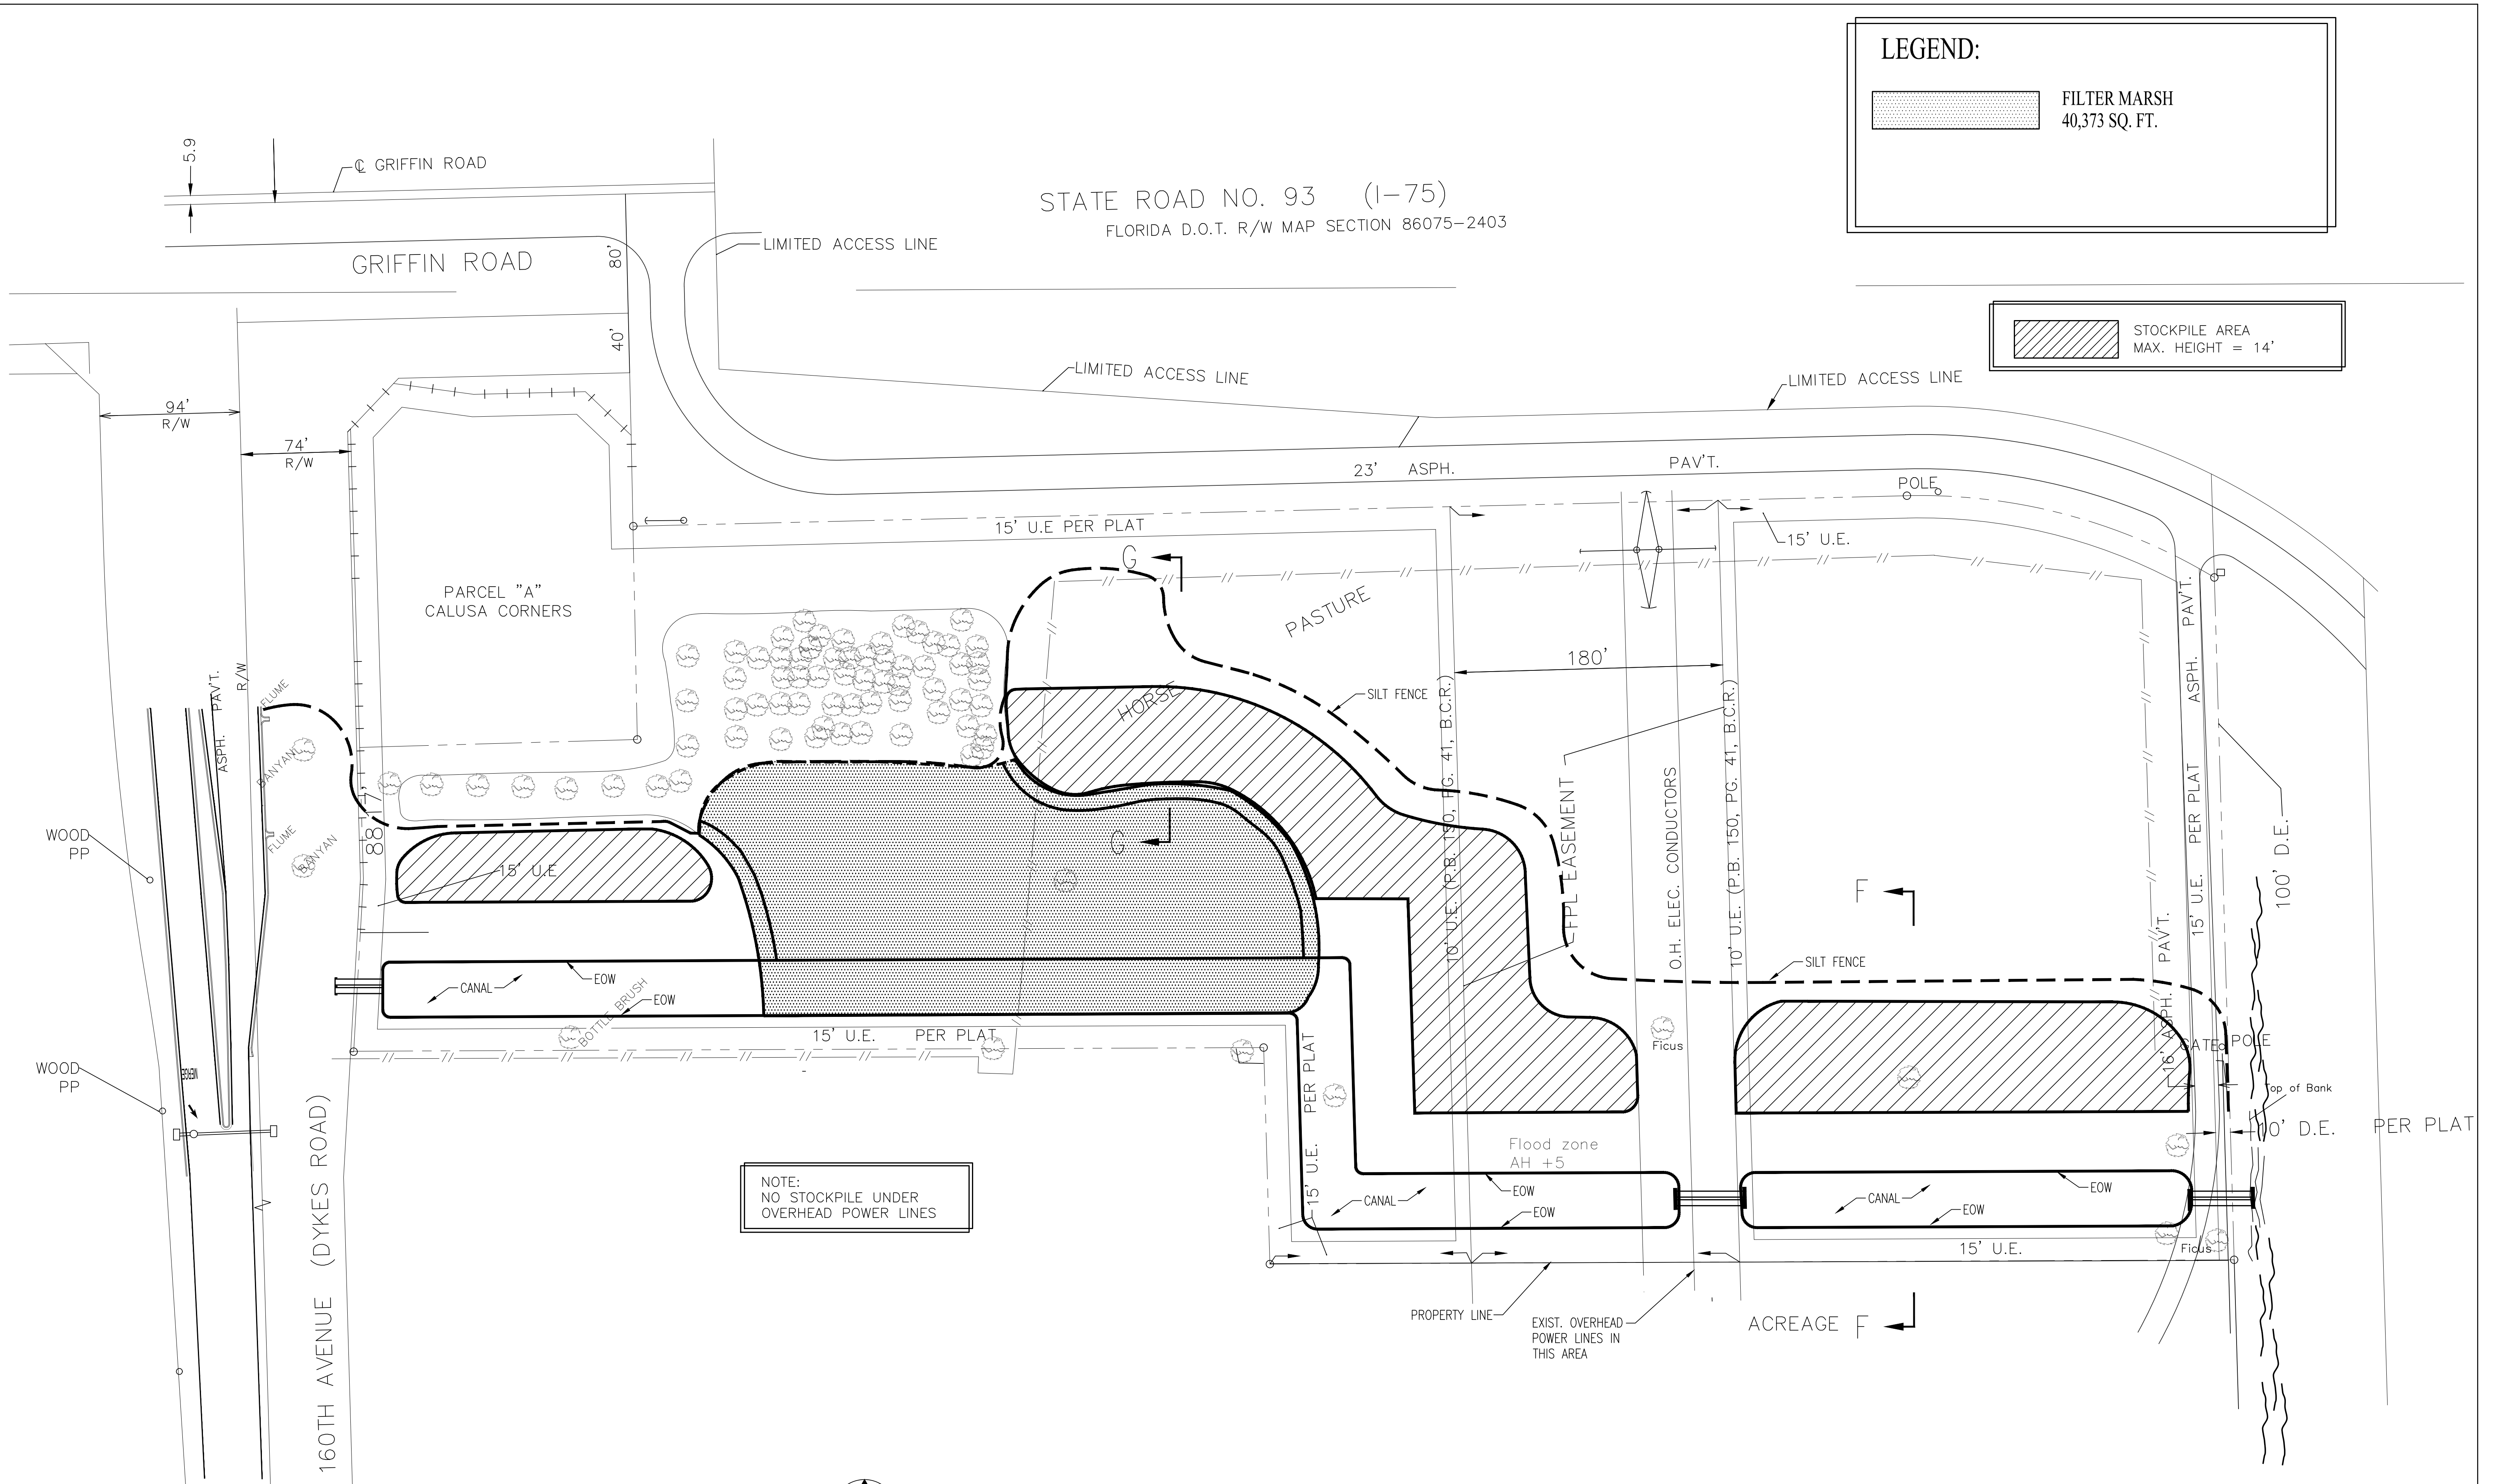 LEGEND:
FILTER MARSH
40,373 SQ. FT.
STOCKPILE AREA
MAX. HEIGHT = 14'
5.9
℄ GRIFFIN ROAD
GRIFFIN ROAD
80'
40'
LIMITED ACCESS LINE
STATE ROAD NO. 93 (I-75)
FLORIDA D.O.T. R/W MAP SECTION 86075-2403
LIMITED ACCESS LINE
LIMITED ACCESS LINE
94'
R/W
74'
R/W
23' ASPH. PAV'T.
POLE
15' U.E PER PLAT
15' U.E.
G
PARCEL "A"
CALUSA CORNERS
HORSE PASTURE
180'
SILT FENCE
ASPH. PAV'T.
R/W
FLUME
BANYAN
FLUME
BANYAN
WOOD
PP
15' U.E
G
10' U.E. (P.B. 150, PG. 41, B.C.R.)
FPL EASEMENT
O.H. ELEC. CONDUCTORS
10' U.E. (P.B. 150, PG. 41, B.C.R.)
F
16' ASPH. PAV'T.
15' U.E. PER PLAT
ASPH. PAV'T.
100' D.E.
SILT FENCE
CANAL
EOW
EOW
BOTTLE BRUSH
15' U.E. PER PLAT
Ficus
GATE
POLE
Top of Bank
10' D.E. PER PLAT
WOOD
PP
MERGE
160TH AVENUE (DYKES ROAD)
NOTE:
NO STOCKPILE UNDER
OVERHEAD POWER LINES
15' U.E. PER PLAT
Flood zone
AH +5
CANAL
EOW
EOW
CANAL
EOW
EOW
Ficus
15' U.E.
PROPERTY LINE
EXIST. OVERHEAD
POWER LINES IN
THIS AREA
ACREAGE
F